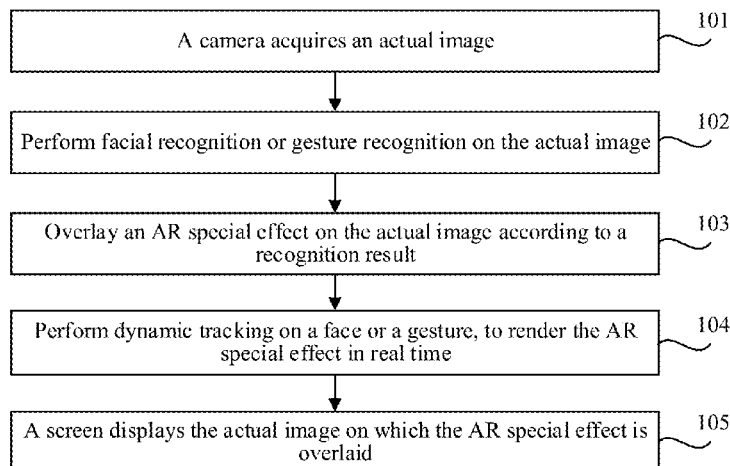 101
A camera acquires an actual image
102
Perform facial recognition or gesture recognition on the actual image
103
Overlay an AR special effect on the actual image according to a
recognition result
104
Perform dynamic tracking on a face or a gesture, to render the AR
special effect in real time
105
A screen displays the actual image on which the AR special effect is
overlaid